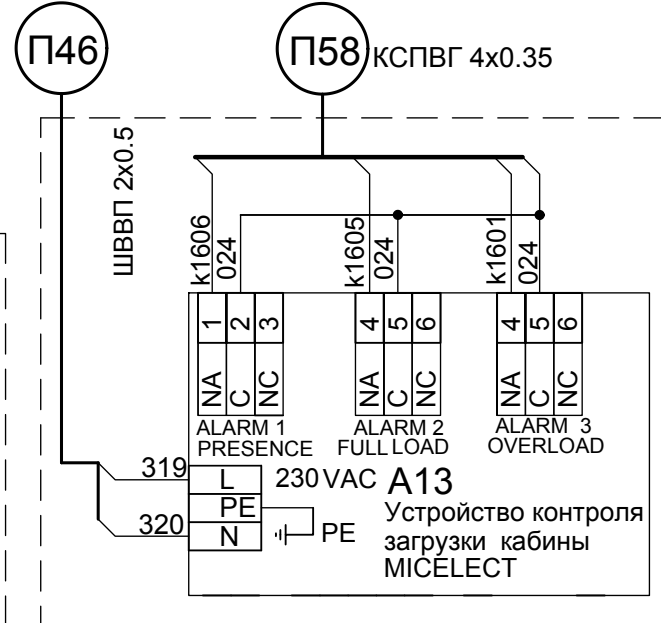 П46
П58
КСПВГ 4х0.35
ШВВП 2х0.5
k1606
024
k1605
024
k1601
024
1 2 3
4 5 6
4 5 6
NA C NC
NA C NC
NA C NC
ALARM 1
PRESENCE
ALARM 2
FULL LOAD
ALARM 3
OVERLOAD
319
L
230 VAC
A13
PE
320
N
PE
Устройство контроля
загрузки кабины
MICELECT